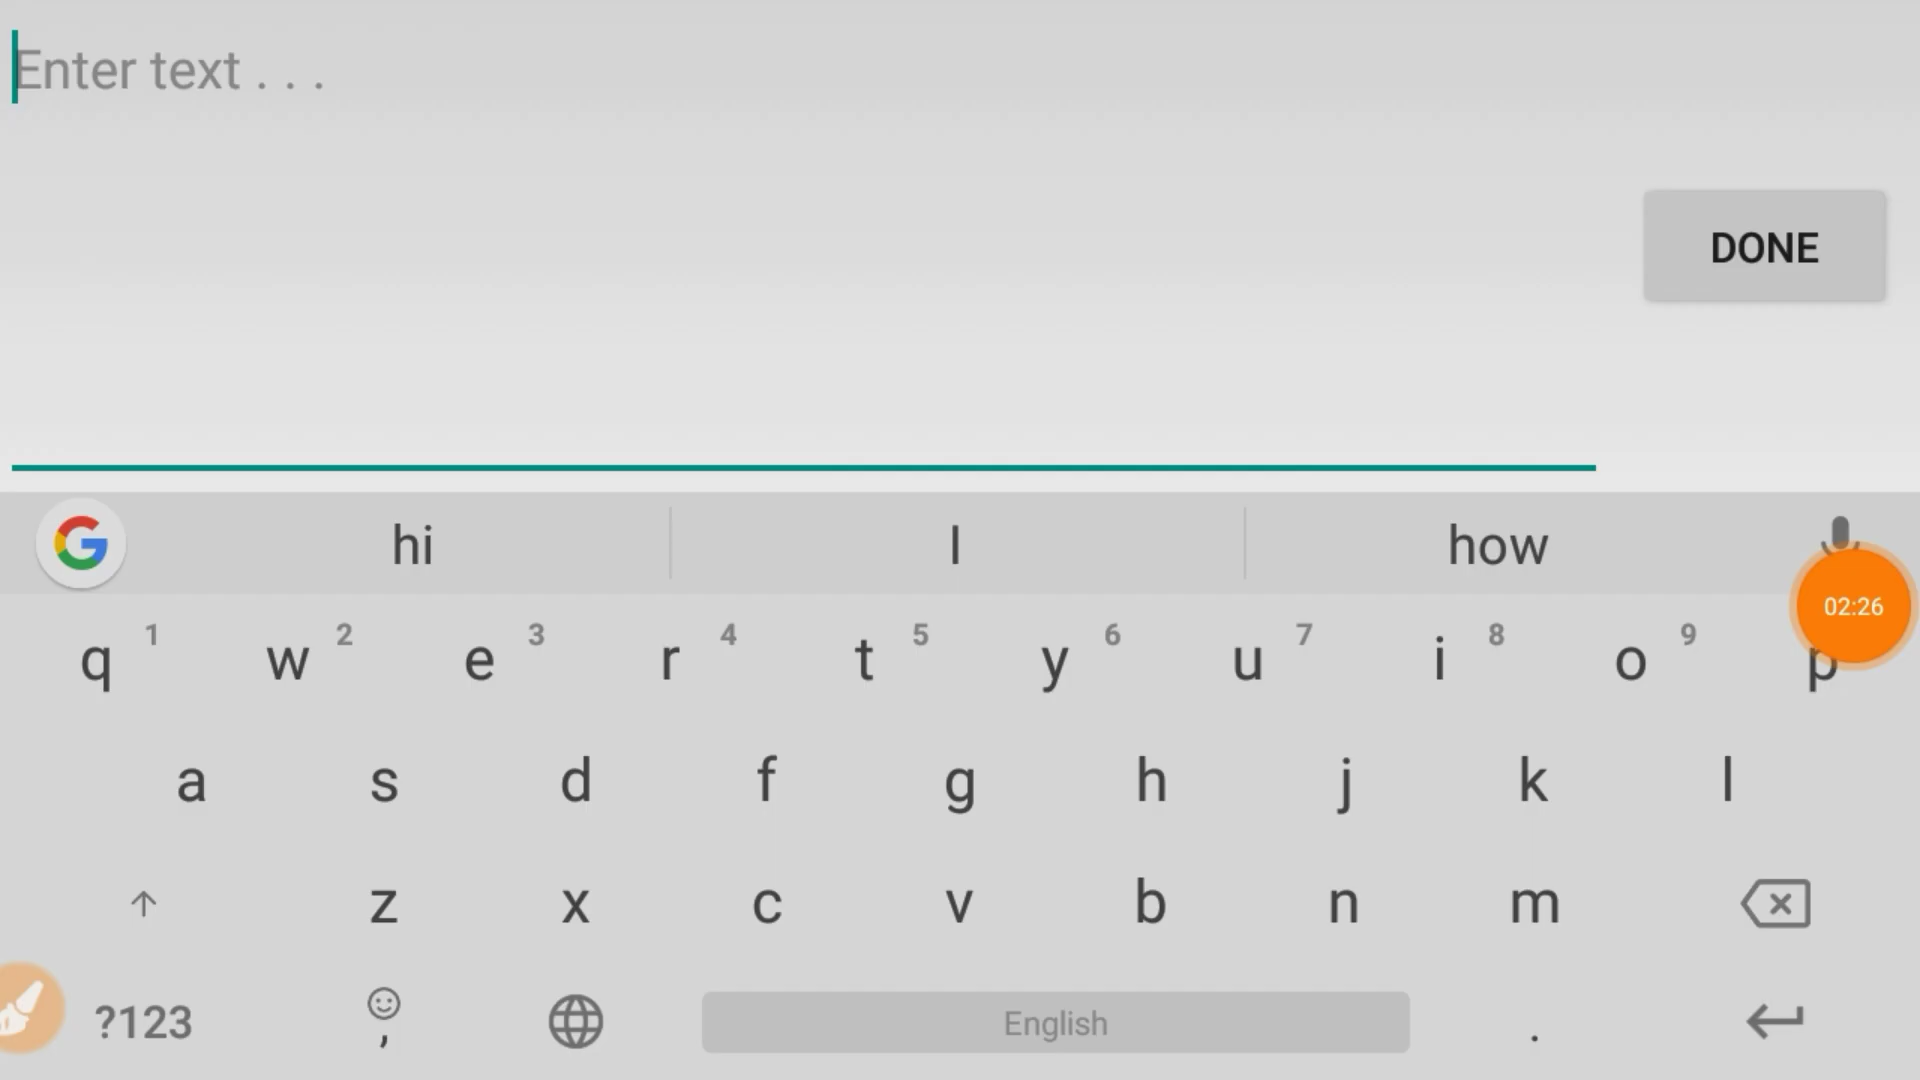 Enter text . . .
DONE
G hi I how
02:26
q 1 w 2 e 3 r 4 t 5 y 6 u 7 i 8 o 9 p
a s d f g h j k l
z x c v b n m
?123 , English .